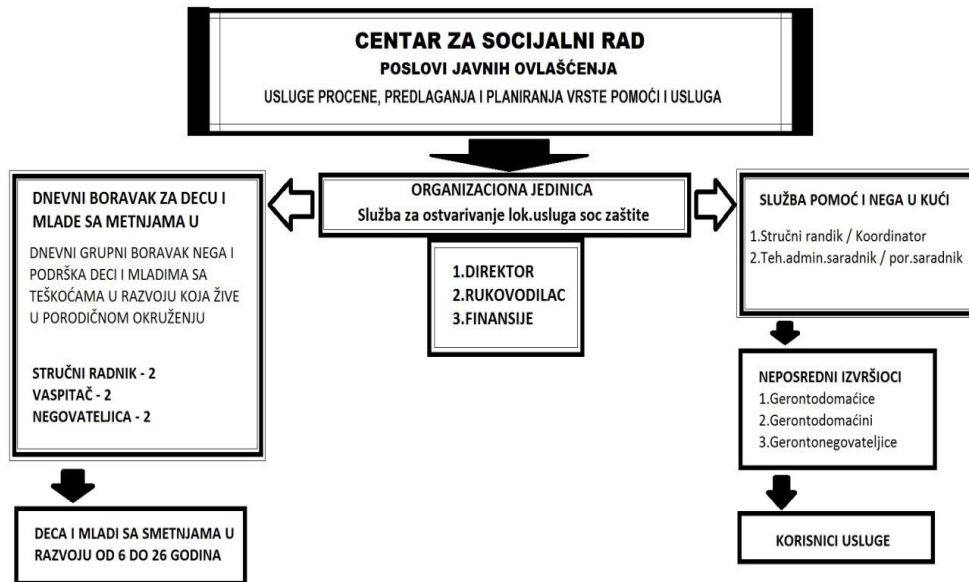 CENTAR ZA SOCIJALNI RAD
POSLOVI JAVNIH OVLAŠĆENJA
USLUGE PROCENE, PREDLAGANJA I PLANIRANJA VRSTE POMOĆI I USLUGA
ORGANIZACIONA JEDINICA
Služba za ostvarivanje lok.usluga soc zaštite
1.DIREKTOR
2.RUKOVODILAC
3.FINANSIJE
DNEVNI BORAVAK ZA DECU I
MLADE SA METNJAMA U
DNEVNI GRUPNI BORAVAK NEGA I
PODRŠKA DECI I MLADIMA SA
TEŠKOĆAMA U RAZVOJU KOJA ŽIVE
U PORODIČNOM OKRUŽENJU
STRUČNI RADNIK - 2
VASPITAČ - 2
NEGOVATELJICA - 2
DECA I MLADI SA SMETNJAMA U
RAZVOJU OD 6 DO 26 GODINA
SLUŽBA POMOĆ I NEGA U KUĆI
1.Stručni randik / Koordinator
2.Teh.admin.saradnik / por.saradnik
NEPOSREDNI IZVRŠIOCI
1.Gerontodomaćice
2.Gerontodomaćini
3.Gerontonegovateljice
KORISNICI USLUGE